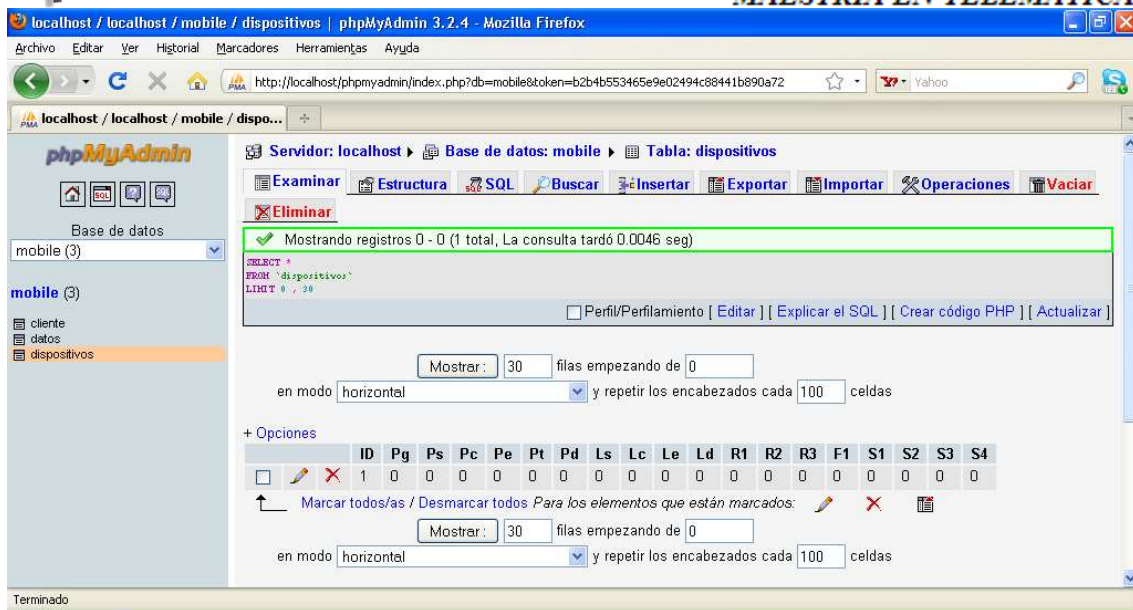 MAESTRÍA EN TELEMÁTICA
localhost / localhost / mobile / dispositivos | phpMyAdmin 3.2.4 - Mozilla Firefox
Archivo Editar Ver Historial Marcadores Herramientas Ayuda
http://localhost/phpmyadmin/index.php?db=mobile&token=b2b4b553465e9e02494c88441b890a72
Yahoo
localhost / localhost / mobile / dispo...
phpMyAdmin
Servidor: localhost Base de datos: mobile Tabla: dispositivos
Examinar Estructura SQL Buscar Insertar Exportar Importar Operaciones Vaciar
SQL
Eliminar
Base de datos
mobile (3)
Mostrando registros 0 - 0 (1 total, La consulta tardó 0.0046 seg)
SELECT *
FROM `dispositivos`
LIMIT 0 , 30
mobile (3)
Perfil/Perfilamiento [ Editar ] [ Explicar el SQL ] [ Crear código PHP ] [ Actualizar ]
cliente
datos
dispositivos
Mostrar : 30 filas empezando de 0
en modo horizontal y repetir los encabezados cada 100 celdas
+ Opciones
ID Pg Ps Pc Pe Pt Pd Ls Lc Le Ld R1 R2 R3 F1 S1 S2 S3 S4
1 0 0 0 0 0 0 0 0 0 0 0 0 0 0 0 0 0 0
Marcar todos/as / Desmarcar todos Para los elementos que están marcados:
Mostrar : 30 filas empezando de 0
en modo horizontal y repetir los encabezados cada 100 celdas
Terminado